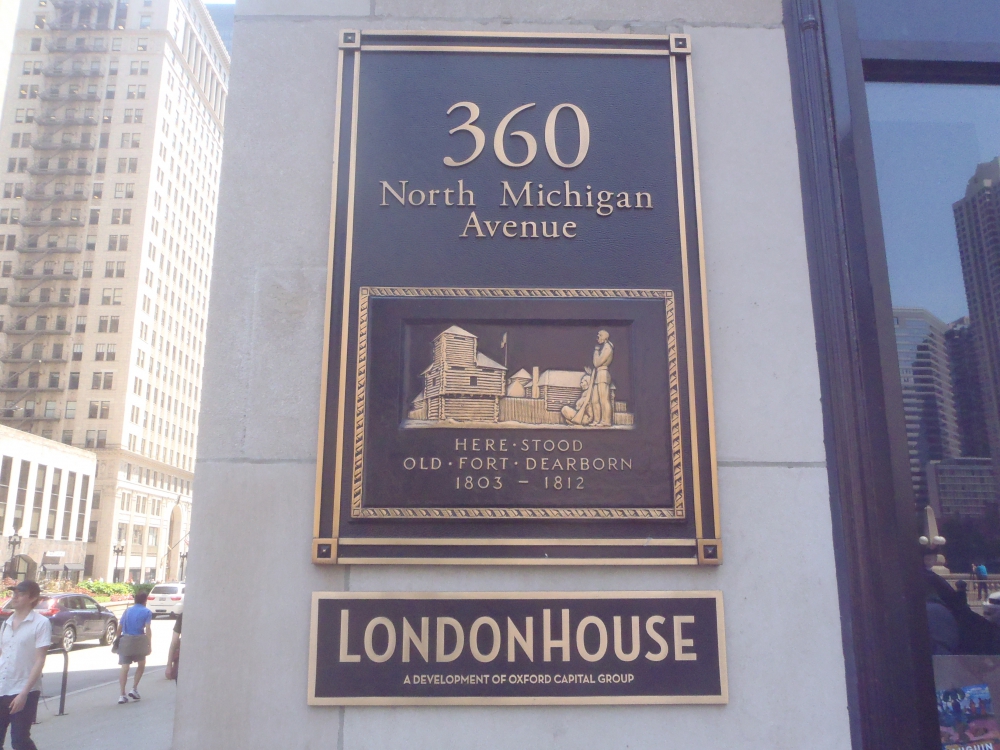 360
North Michigan
Avenue
HERE·STOOD
OLD·FORT·DEARBORN
1803 – 1812
LONDONHOUSE
A DEVELOPMENT OF OXFORD CAPITAL GROUP